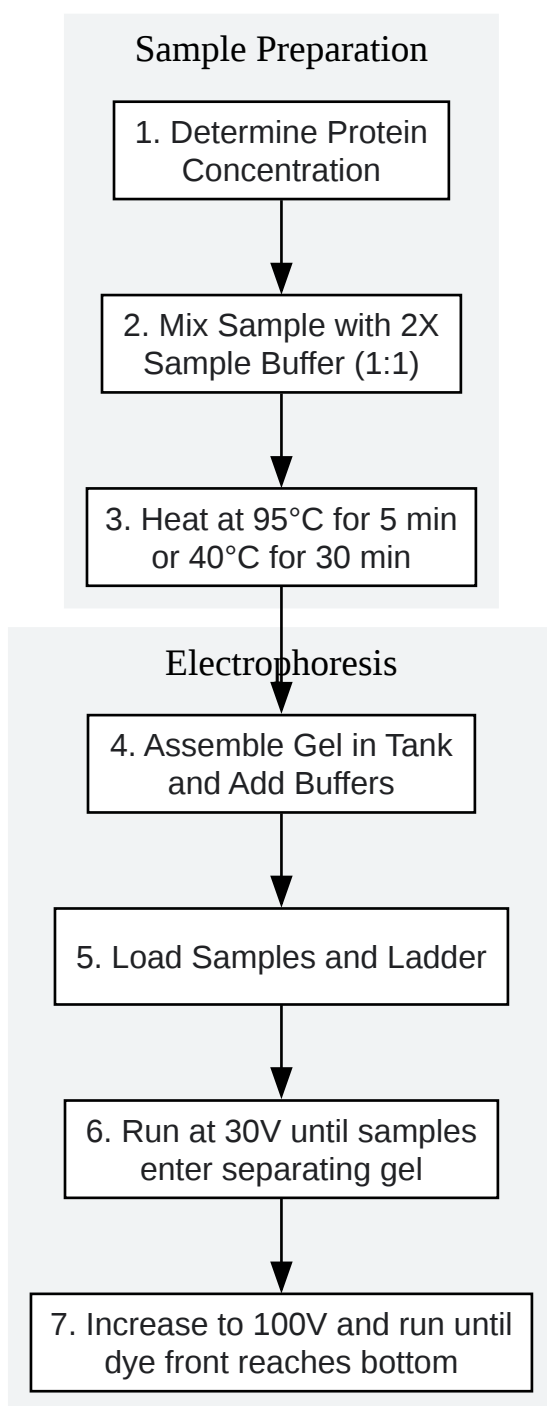 Sample Preparation
1. Determine Protein
Concentration
2. Mix Sample with 2X
Sample Buffer (1:1)
3. Heat at 95°C for 5 min
or 40°C for 30 min
Electrophoresis
4. Assemble Gel in Tank
and Add Buffers
5. Load Samples and Ladder
6. Run at 30V until samples
enter separating gel
7. Increase to 100V and run until
dye front reaches bottom